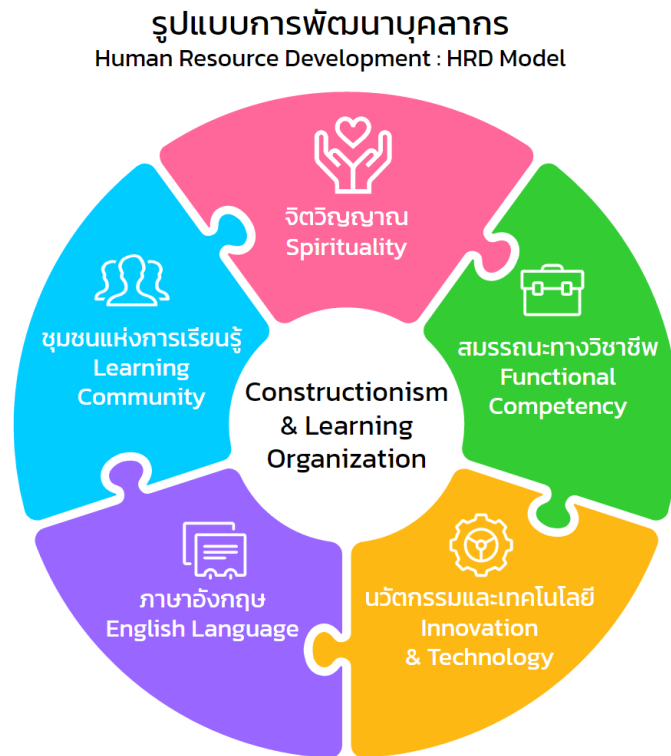 รูปแบบการพัฒนาบุคลากร
Human Resource Development : HRD Model
จิตวิญญาณ
Spirituality
สมรรถนะทางวิชาชีพ
Functional
Competency
นวัตกรรมและเทคโนโลยี
Innovation
& Technology
ภาษาอังกฤษ
English Language
ชุมชนแห่งการเรียนรู้
Learning
Community
Constructionism
& Learning
Organization